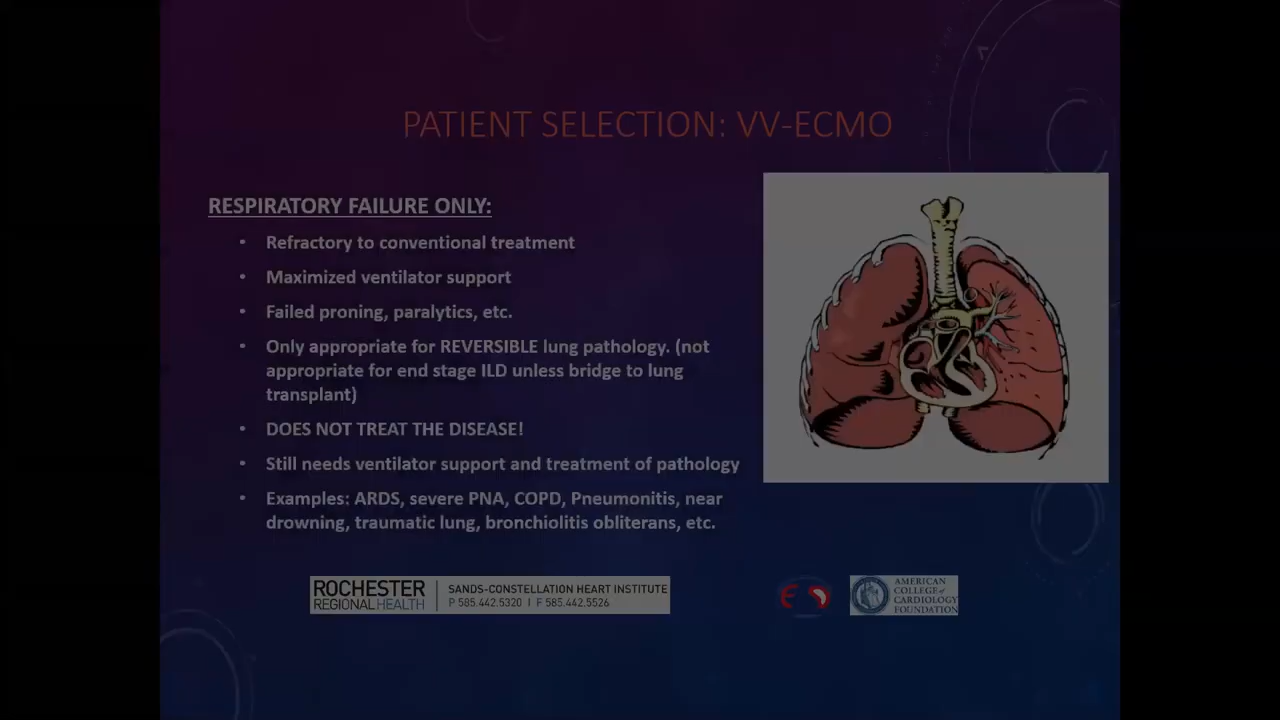 PATIENT SELECTION: VV-ECMO
RESPIRATORY FAILURE ONLY:
• Refractory to conventional treatment
• Maximized ventilator support
• Failed proning, paralytics, etc.
• Only appropriate for REVERSIBLE lung pathology. (not
appropriate for end stage ILD unless bridge to lung
transplant)
• DOES NOT TREAT THE DISEASE!
• Still needs ventilator support and treatment of pathology
• Examples: ARDS, severe PNA, COPD, Pneumonitis, near
drowning, traumatic lung, bronchiolitis obliterans, etc.
ROCHESTER
REGIONAL HEALTH
SANDS-CONSTELLATION HEART INSTITUTE
P 585.442.5320 | F 585.442.5526
AMERICAN
COLLEGE of
CARDIOLOGY
FOUNDATION